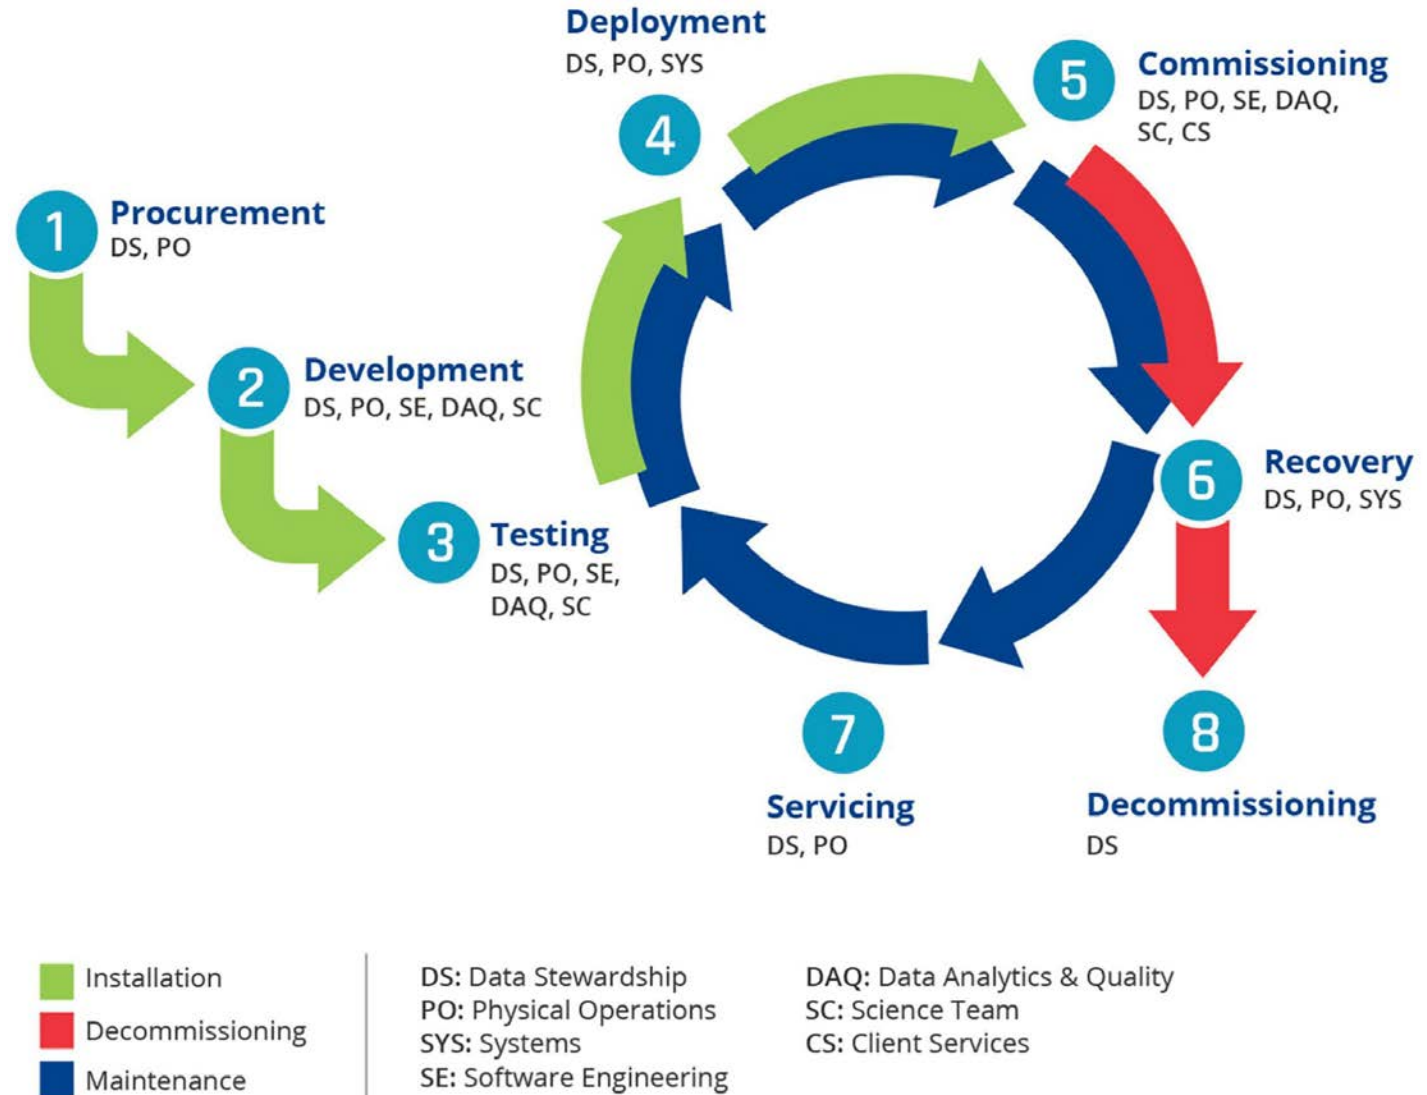 Deployment
DS, PO, SYS
4
5
Commissioning
DS, PO, SE, DAQ,
SC, CS
1
Procurement
DS, PO
2
Development
DS, PO, SE, DAQ, SC
3
Testing
DS, PO, SE,
DAQ, SC
6
Recovery
DS, PO, SYS
7
Servicing
DS, PO
8
Decommissioning
DS
Installation
Decommissioning
Maintenance
DS: Data Stewardship
PO: Physical Operations
SYS: Systems
SE: Software Engineering
DAQ: Data Analytics & Quality
SC: Science Team
CS: Client Services